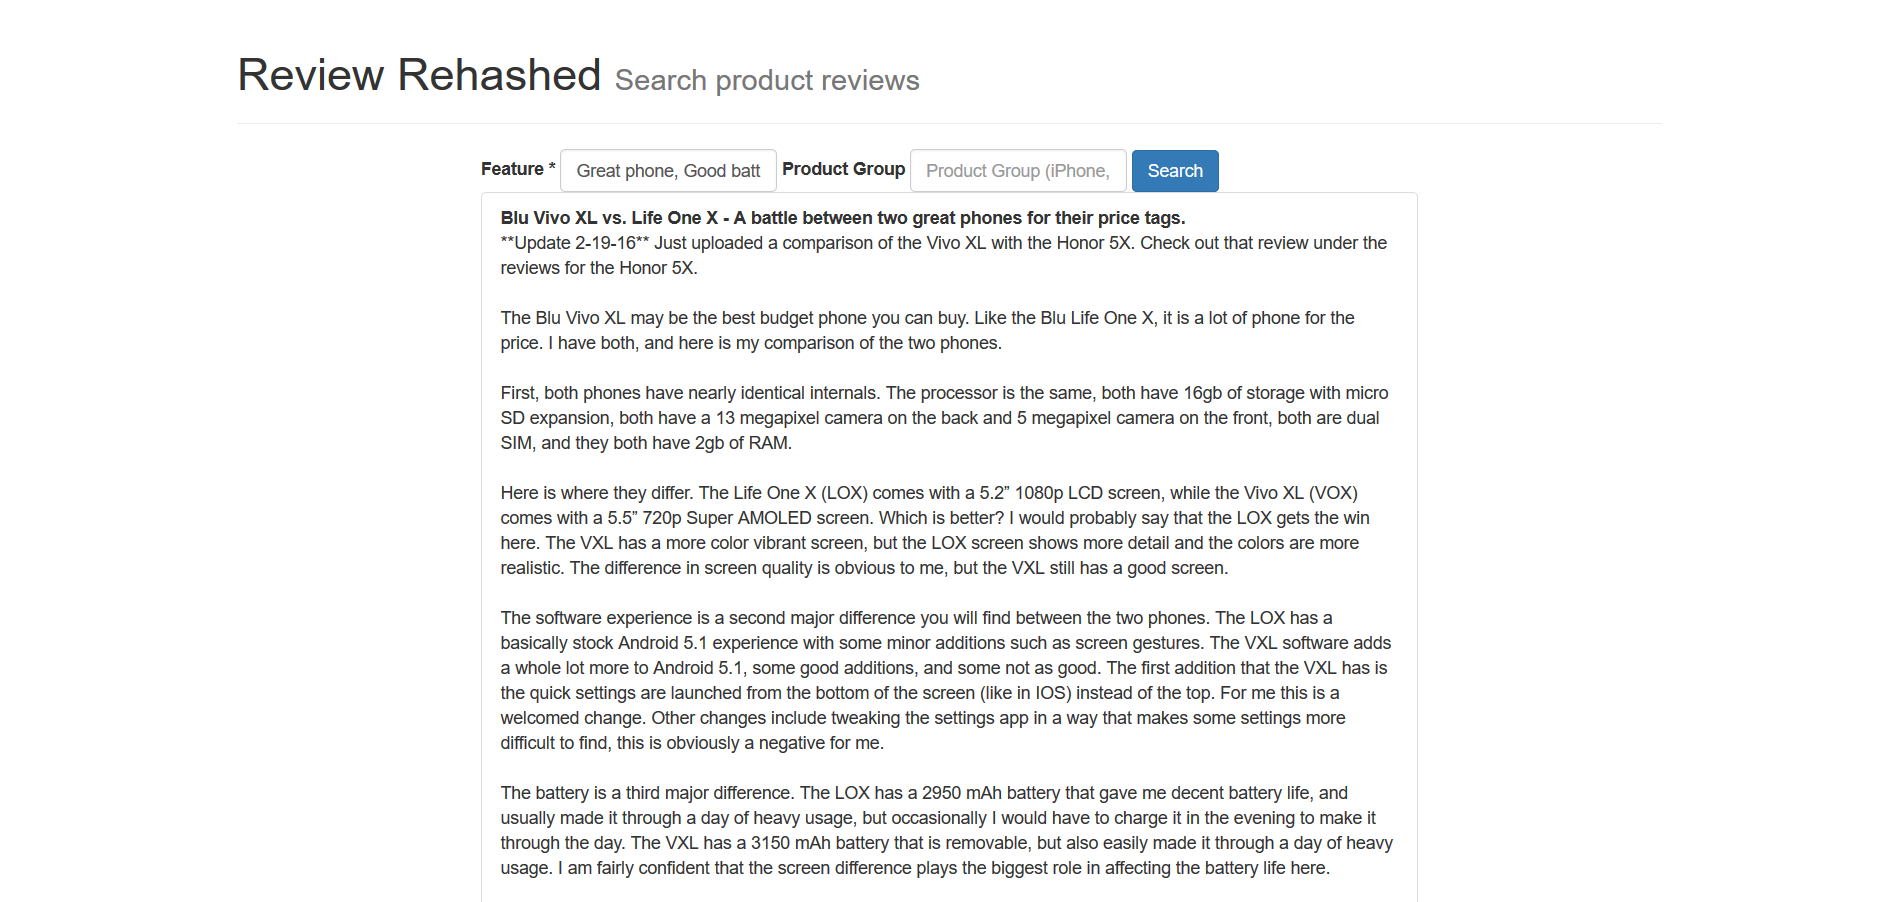 Review Rehashed Search product reviews
Feature * Great phone, Good batt Product Group Product Group (iPhone, Search
Blu Vivo XL vs. Life One X - A battle between two great phones for their price tags.
**Update 2-19-16** Just uploaded a comparison of the Vivo XL with the Honor 5X. Check out that review under the
reviews for the Honor 5X.
The Blu Vivo XL may be the best budget phone you can buy. Like the Blu Life One X, it is a lot of phone for the
price. I have both, and here is my comparison of the two phones.
First, both phones have nearly identical internals. The processor is the same, both have 16gb of storage with micro
SD expansion, both have a 13 megapixel camera on the back and 5 megapixel camera on the front, both are dual
SIM, and they both have 2gb of RAM.
Here is where they differ. The Life One X (LOX) comes with a 5.2” 1080p LCD screen, while the Vivo XL (VOX)
comes with a 5.5” 720p Super AMOLED screen. Which is better? I would probably say that the LOX gets the win
here. The VXL has a more color vibrant screen, but the LOX screen shows more detail and the colors are more
realistic. The difference in screen quality is obvious to me, but the VXL still has a good screen.
The software experience is a second major difference you will find between the two phones. The LOX has a
basically stock Android 5.1 experience with some minor additions such as screen gestures. The VXL software adds
a whole lot more to Android 5.1, some good additions, and some not as good. The first addition that the VXL has is
the quick settings are launched from the bottom of the screen (like in IOS) instead of the top. For me this is a
welcomed change. Other changes include tweaking the settings app in a way that makes some settings more
difficult to find, this is obviously a negative for me.
The battery is a third major difference. The LOX has a 2950 mAh battery that gave me decent battery life, and
usually made it through a day of heavy usage, but occasionally I would have to charge it in the evening to make it
through the day. The VXL has a 3150 mAh battery that is removable, but also easily made it through a day of heavy
usage. I am fairly confident that the screen difference plays the biggest role in affecting the battery life here.